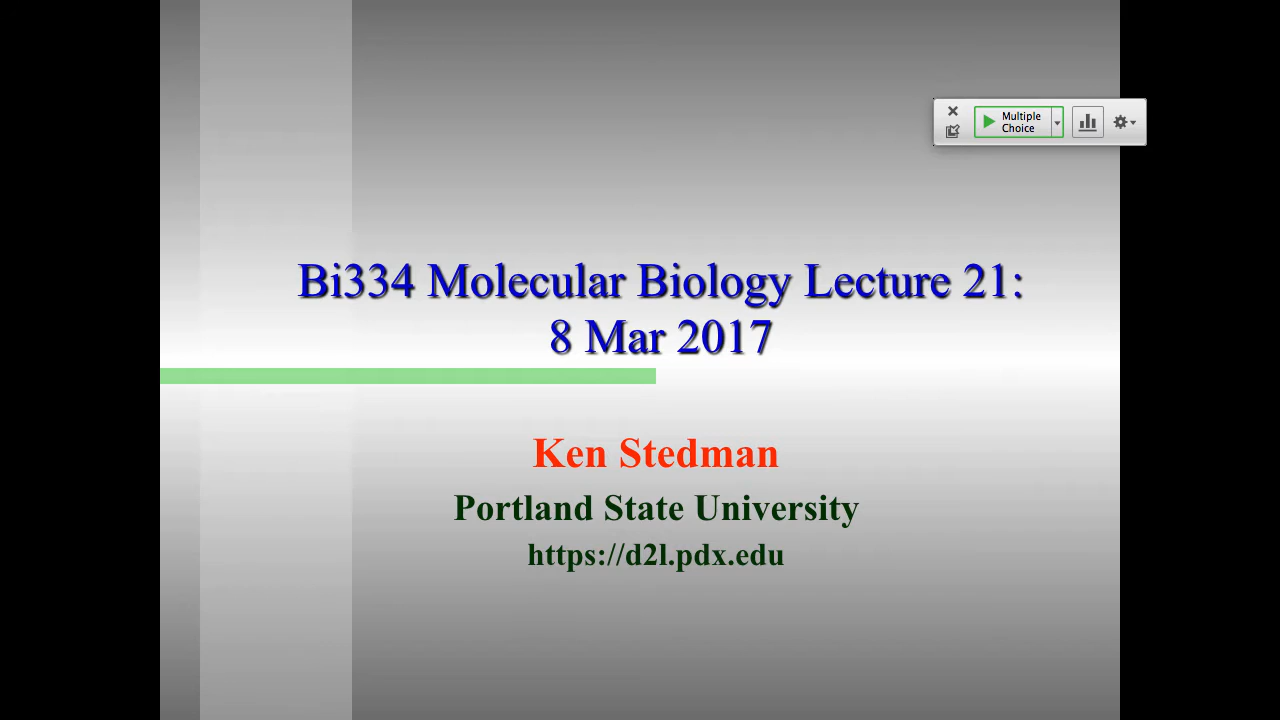 Multiple
Choice
Bi334 Molecular Biology Lecture 21:
8 Mar 2017
Ken Stedman
Portland State University
https://d2l.pdx.edu